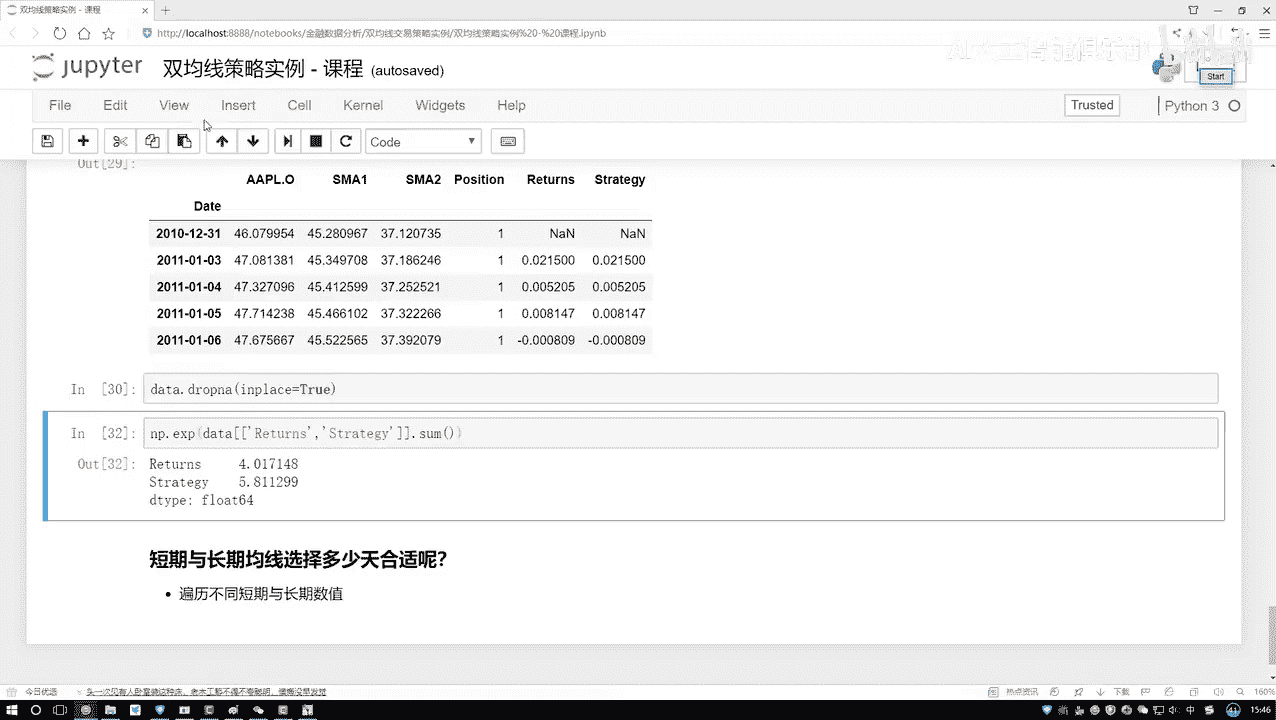 双均线策略实例 - 课程
http://localhost:8888/notebooks/金融数据分析/双均线交易策略实例/双均线策略实例%20-%20课程.ipynb
jupyter 双均线策略实例 - 课程 (autosaved)
Start
File Edit View Insert Cell Kernel Widgets Help Trusted Python 3
Code
Out[29]:
AAPL.O SMA1 SMA2 Position Returns Strategy
Date
2010-12-31 46.079954 45.280967 37.120735 1 NaN NaN
2011-01-03 47.081381 45.349708 37.186246 1 0.021500 0.021500
2011-01-04 47.327096 45.412599 37.252521 1 0.005205 0.005205
2011-01-05 47.714238 45.466102 37.322266 1 0.008147 0.008147
2011-01-06 47.675667 45.522565 37.392079 1 -0.000809 -0.000809
In [30]: data.dropna(inplace=True)
In [32]: np.exp(data[['Returns','Strategy']].sum())
Out[32]: Returns 4.017148
Strategy 5.811299
dtype: float64
短期与长期均线选择多少天合适呢?
• 遍历不同短期与长期数值
今日优选
热点资讯 下载 160%
中 15:46